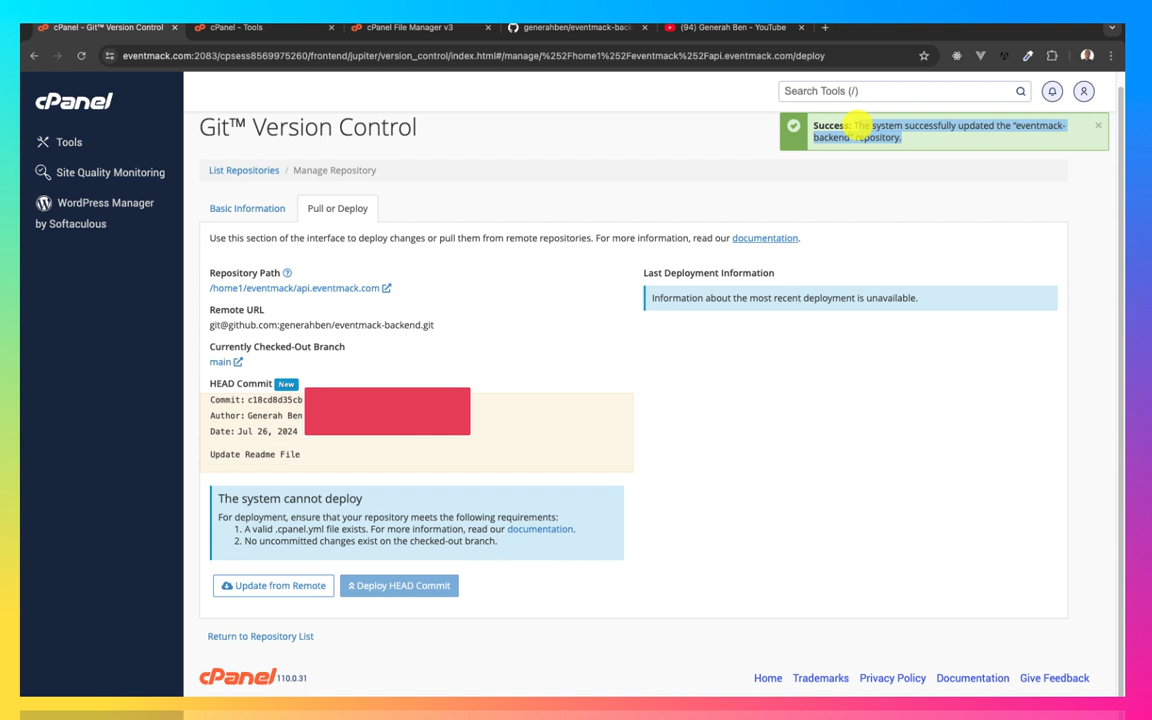 cPanel - Git™ Version Control
cPanel - Tools
cPanel File Manager v3
generahben/eventmack-back
(94) Generah Ben - YouTube
eventmack.com:2083/cpsess8569975260/frontend/jupiter/version_control/index.html#/manage/%252Fhome1%252Feventmack%252Fapi.eventmack.com/deploy
cPanel
Search Tools (/)
Tools
Site Quality Monitoring
WordPress Manager
by Softaculous
Git™ Version Control
Success: The system successfully updated the "eventmack-
backend" repository.
List Repositories / Manage Repository
Basic Information
Pull or Deploy
Use this section of the interface to deploy changes or pull them from remote repositories. For more information, read our documentation.
Repository Path
/home1/eventmack/api.eventmack.com
Remote URL
git@github.com:generahben/eventmack-backend.git
Currently Checked-Out Branch
main
HEAD Commit New
Commit: c18cd8d35cb
Author: Generah Ben
Date: Jul 26, 2024
Update Readme File
Last Deployment Information
Information about the most recent deployment is unavailable.
The system cannot deploy
For deployment, ensure that your repository meets the following requirements:
1. A valid .cpanel.yml file exists. For more information, read our documentation.
2. No uncommitted changes exist on the checked-out branch.
Update from Remote
Deploy HEAD Commit
Return to Repository List
cPanel 110.0.31
Home
Trademarks
Privacy Policy
Documentation
Give Feedback